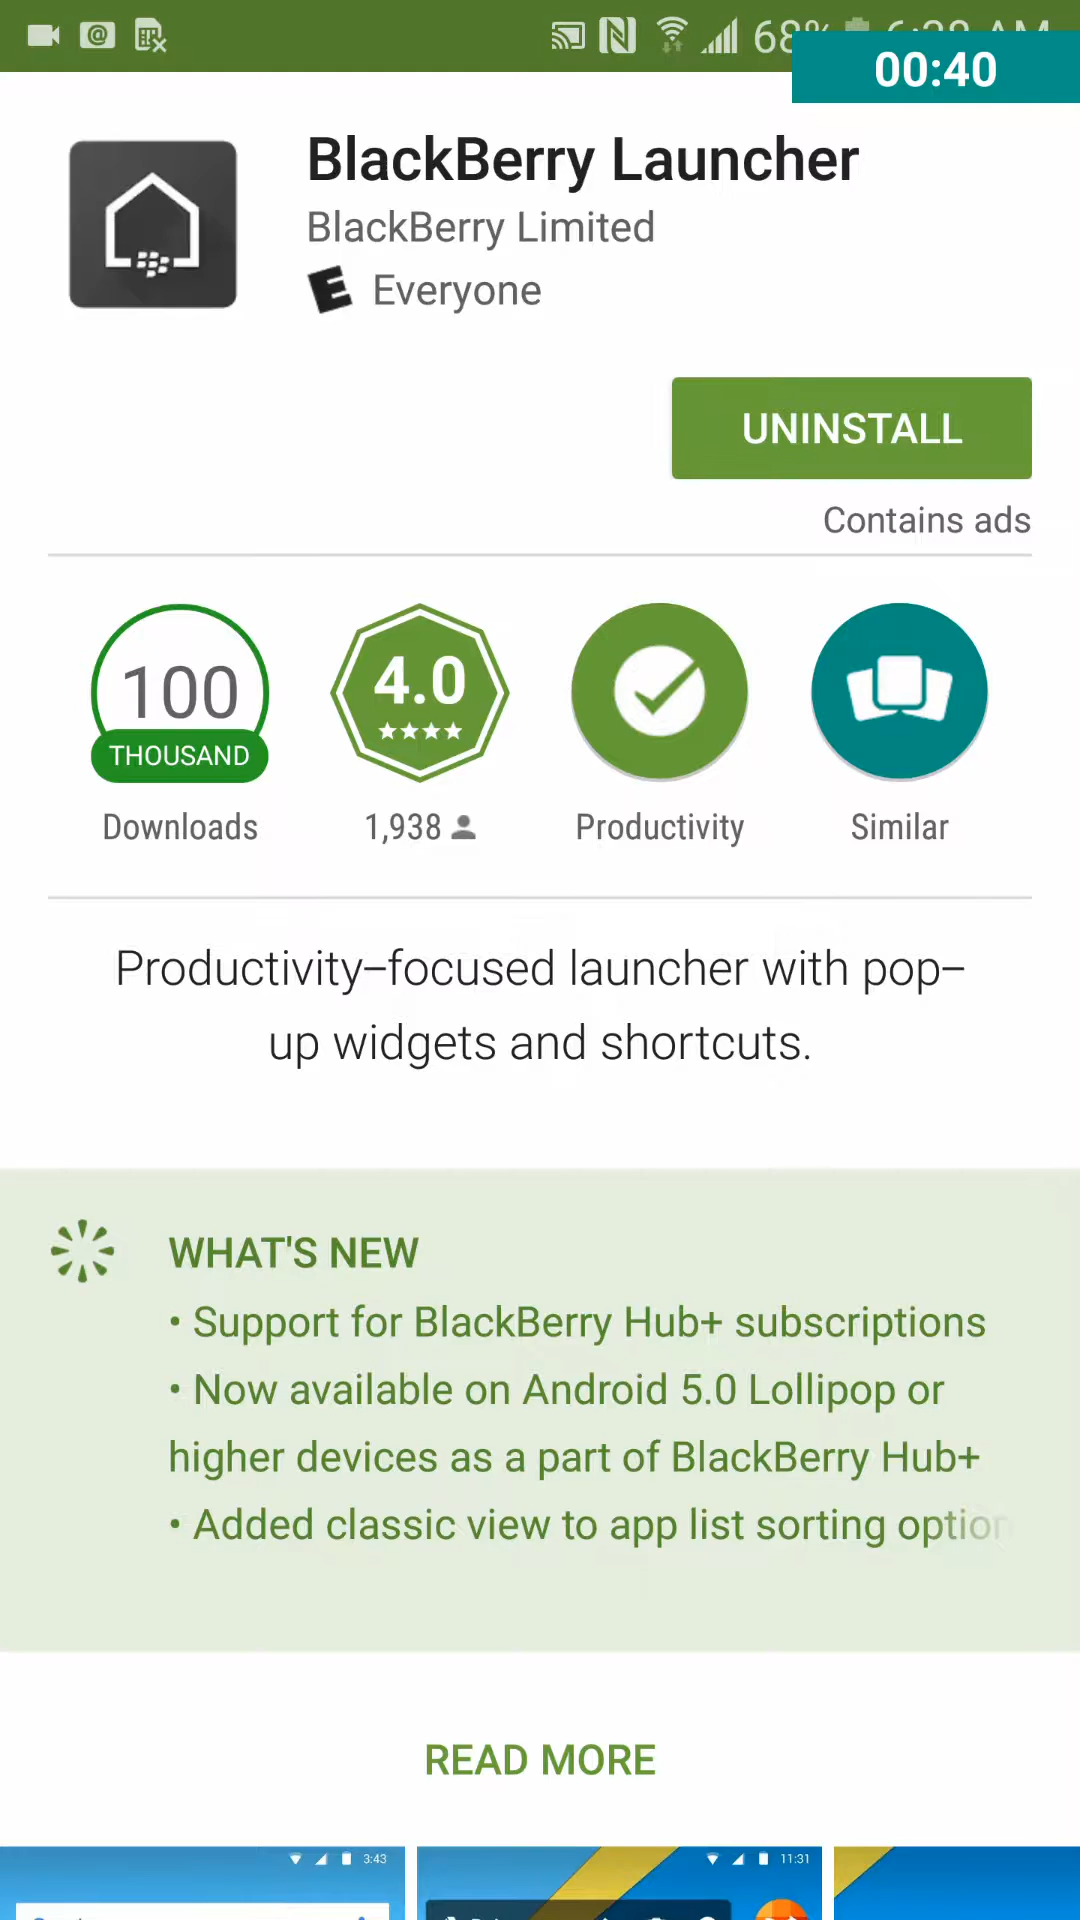 00:40
BlackBerry Launcher
BlackBerry Limited
E Everyone
UNINSTALL
Contains ads
100
THOUSAND
Downloads
4.0
1,938
Productivity
Similar
Productivity–focused launcher with pop–
up widgets and shortcuts.
WHAT'S NEW
• Support for BlackBerry Hub+ subscriptions
• Now available on Android 5.0 Lollipop or
higher devices as a part of BlackBerry Hub+
• Added classic view to app list sorting
READ MORE
3:43
11:31